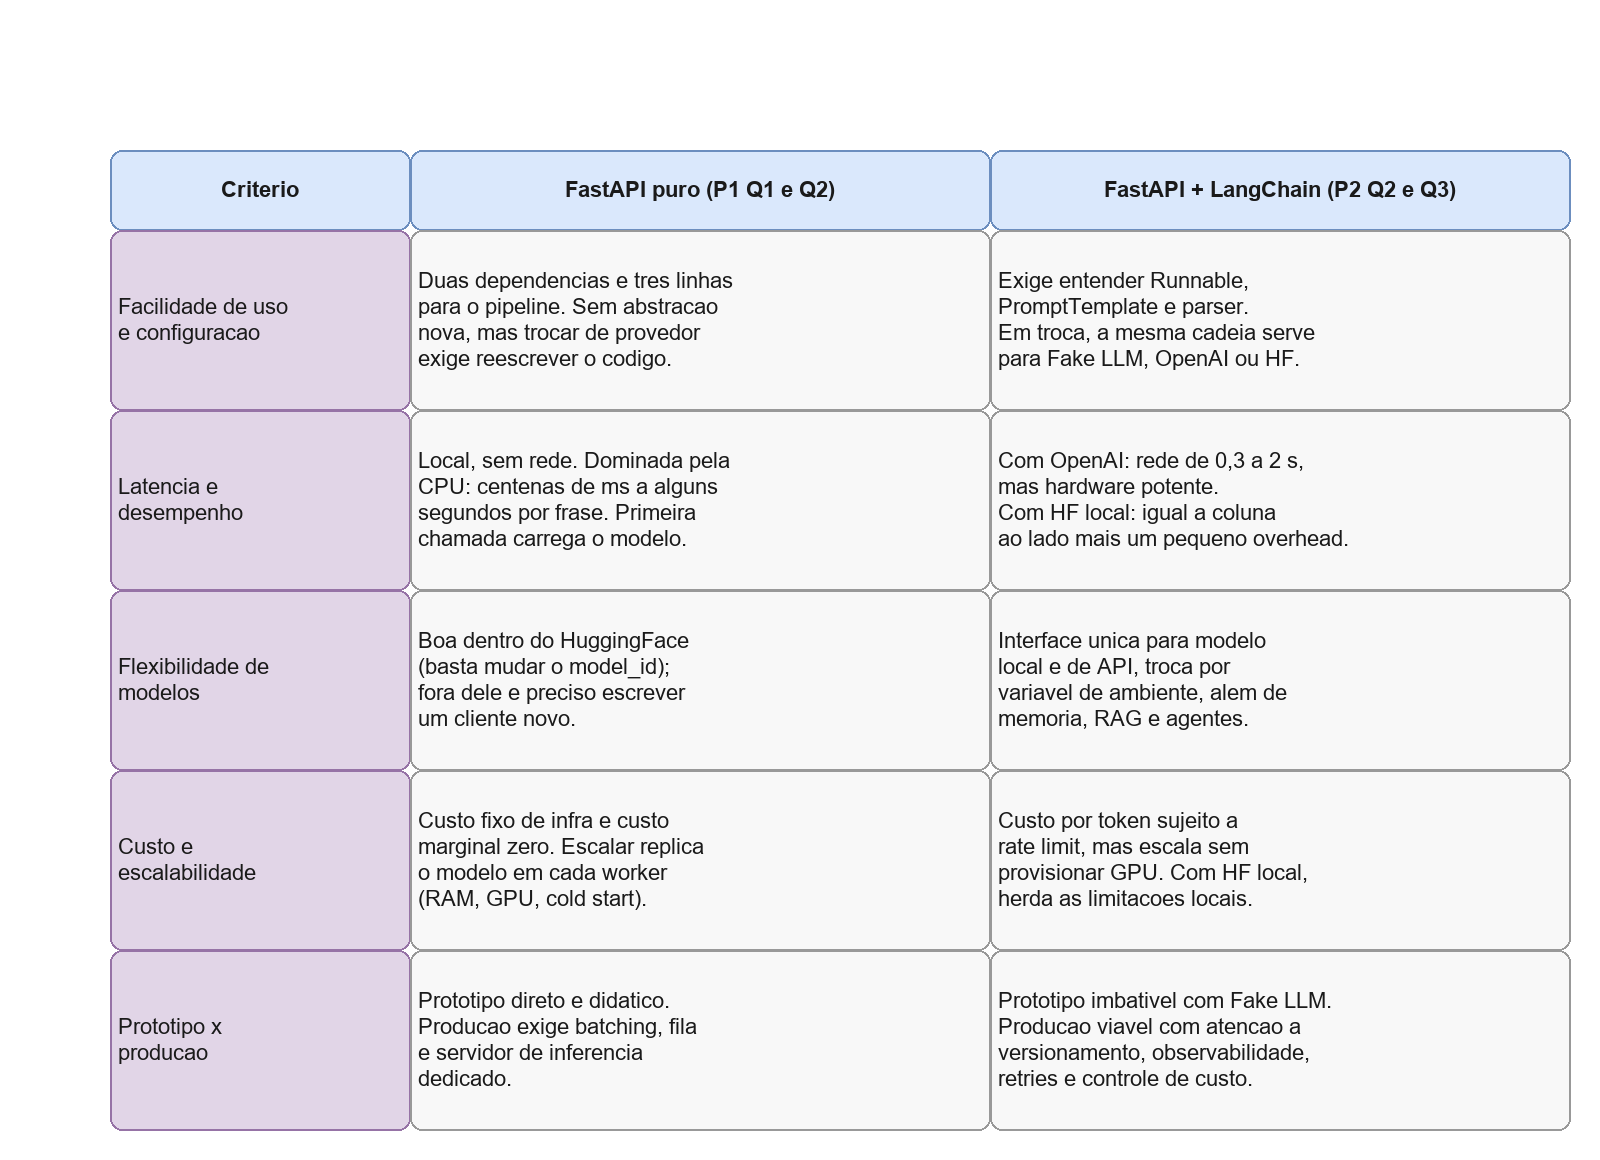 Criterio
FastAPI puro (P1 Q1 e Q2)
FastAPI + LangChain (P2 Q2 e Q3)
Facilidade de uso
e configuracao
Duas dependencias e tres linhas
para o pipeline. Sem abstracao
nova, mas trocar de provedor
exige reescrever o codigo.
Exige entender Runnable,
PromptTemplate e parser.
Em troca, a mesma cadeia serve
para Fake LLM, OpenAI ou HF.
Latencia e
desempenho
Local, sem rede. Dominada pela
CPU: centenas de ms a alguns
segundos por frase. Primeira
chamada carrega o modelo.
Com OpenAI: rede de 0,3 a 2 s,
mas hardware potente.
Com HF local: igual a coluna
ao lado mais um pequeno overhead.
Flexibilidade de
modelos
Boa dentro do HuggingFace
(basta mudar o model_id);
fora dele e preciso escrever
um cliente novo.
Interface unica para modelo
local e de API, troca por
variavel de ambiente, alem de
memoria, RAG e agentes.
Custo e
escalabilidade
Custo fixo de infra e custo
marginal zero. Escalar replica
o modelo em cada worker
(RAM, GPU, cold start).
Custo por token sujeito a
rate limit, mas escala sem
provisionar GPU. Com HF local,
herda as limitacoes locais.
Prototipo x
producao
Prototipo direto e didatico.
Producao exige batching, fila
e servidor de inferencia
dedicado.
Prototipo imbativel com Fake LLM.
Producao viavel com atencao a
versionamento, observabilidade,
retries e controle de custo.